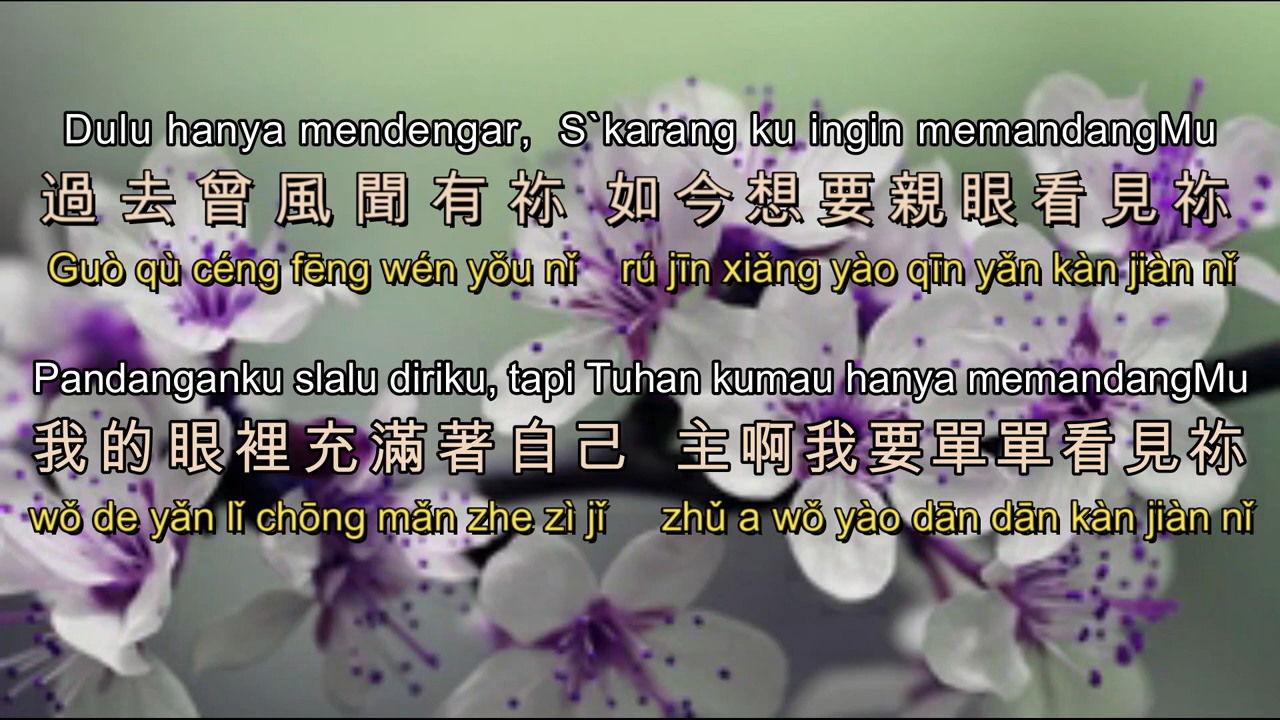 Dulu hanya mendengar, S`karang ku ingin memandangMu
過去曾風聞有祢 如今想要親眼看見祢
Guò qù céng fēng wén yǒu nǐ rú jīn xiǎng yào qīn yǎn kàn jiàn nǐ
Pandanganku slalu diriku, tapi Tuhan kumau hanya memandangMu
我的眼裡充滿著自己 主啊我要單單看見祢
wǒ de yǎn lǐ chōng mǎn zhe zì jǐ zhǔ a wǒ yào dān dān kàn jiàn nǐ